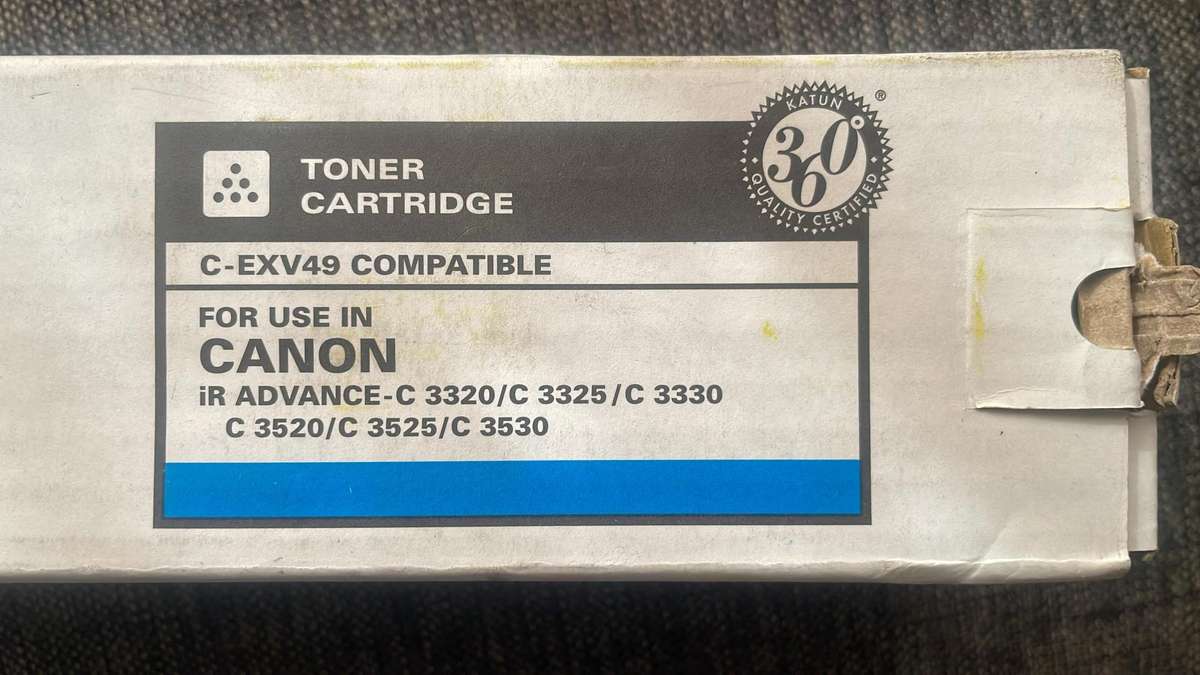 KATUN
360°
QUALITY CERTIFIED
®
TONER
CARTRIDGE
C-EXV49 COMPATIBLE
FOR USE IN
CANON
iR ADVANCE-C 3320/C 3325/C 3330
C 3520/C 3525/C 3530